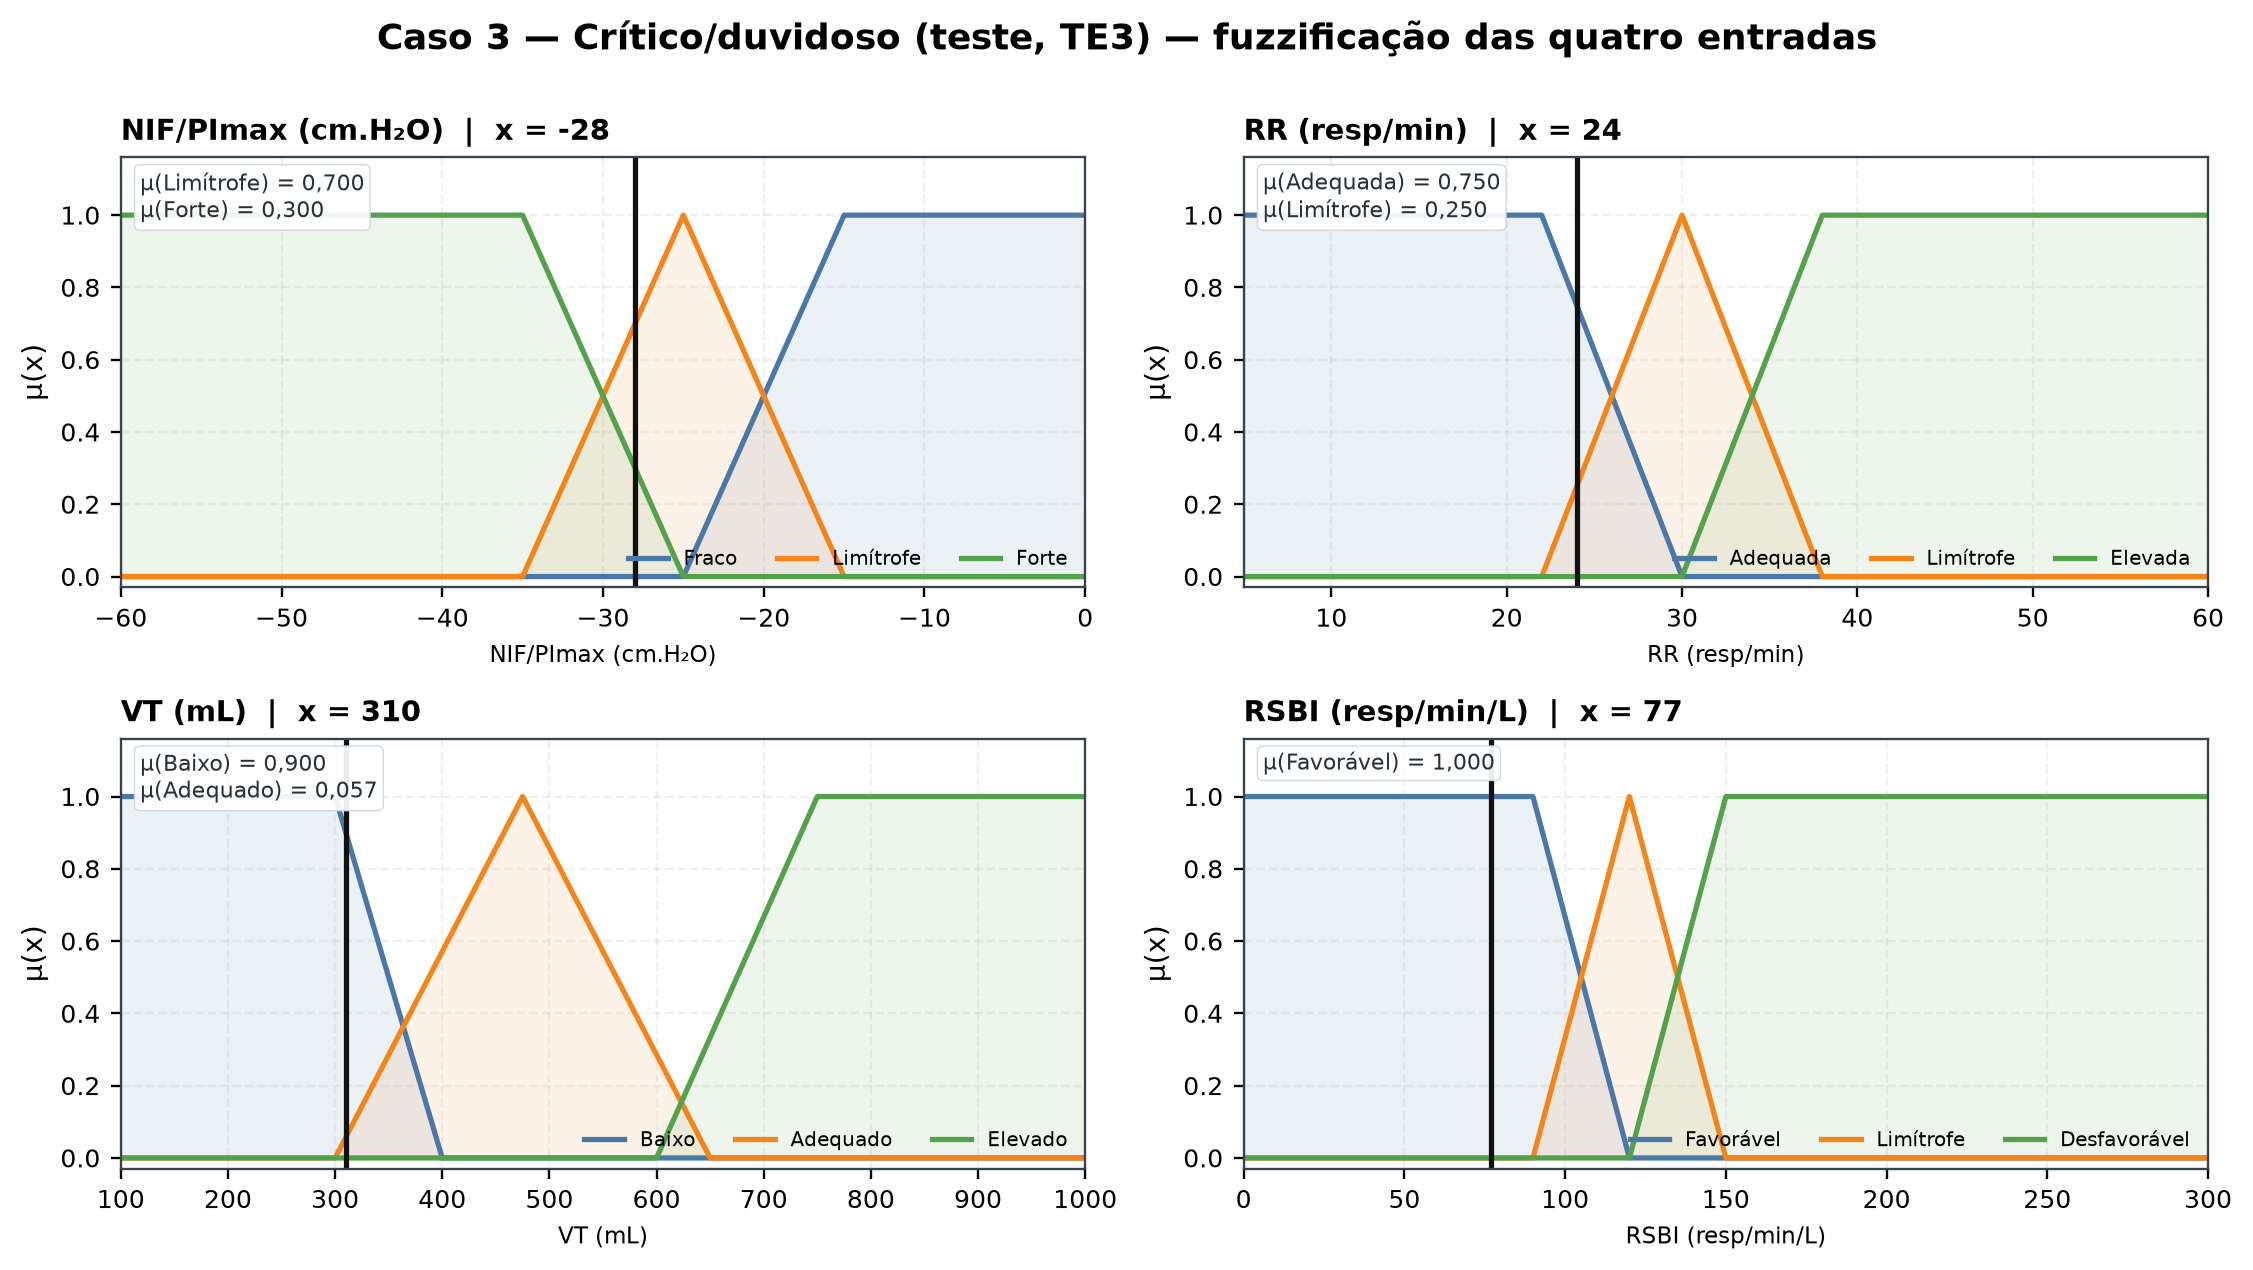 Caso 3 — Crítico/duvidoso (teste, TE3) — fuzzificação das quatro entradas
NIF/PImax (cm.H₂O) | x = -28
μ(Limítrofe) = 0,700
μ(Forte) = 0,300
1.0
0.8
0.6
0.4
0.2
0.0
μ(x)
Fraco Limítrofe Forte
−60 −50 −40 −30 −20 −10 0
NIF/PImax (cm.H₂O)
RR (resp/min) | x = 24
μ(Adequada) = 0,750
μ(Limítrofe) = 0,250
1.0
0.8
0.6
0.4
0.2
0.0
μ(x)
Adequada Limítrofe Elevada
10 20 30 40 50 60
RR (resp/min)
VT (mL) | x = 310
μ(Baixo) = 0,900
μ(Adequado) = 0,057
1.0
0.8
0.6
0.4
0.2
0.0
μ(x)
Baixo Adequado Elevado
100 200 300 400 500 600 700 800 900 1000
VT (mL)
RSBI (resp/min/L) | x = 77
μ(Favorável) = 1,000
1.0
0.8
0.6
0.4
0.2
0.0
μ(x)
Favorável Limítrofe Desfavorável
0 50 100 150 200 250 300
RSBI (resp/min/L)